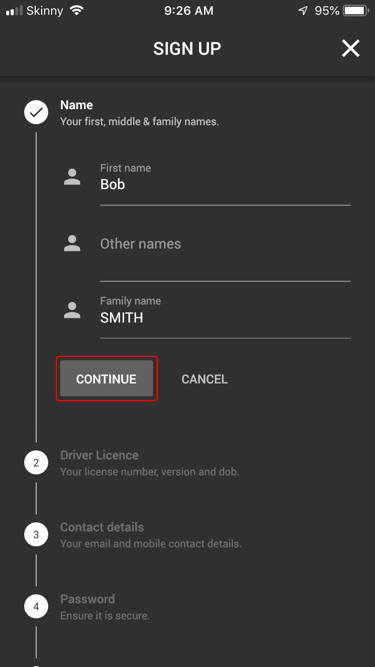 Skinny 9:26 AM 95%
SIGN UP
Name
Your first, middle & family names.
First name
Bob
Other names
Family name
SMITH
CONTINUE CANCEL
2 Driver Licence
Your license number, version and dob.
3 Contact details
Your email and mobile contact details.
4 Password
Ensure it is secure.